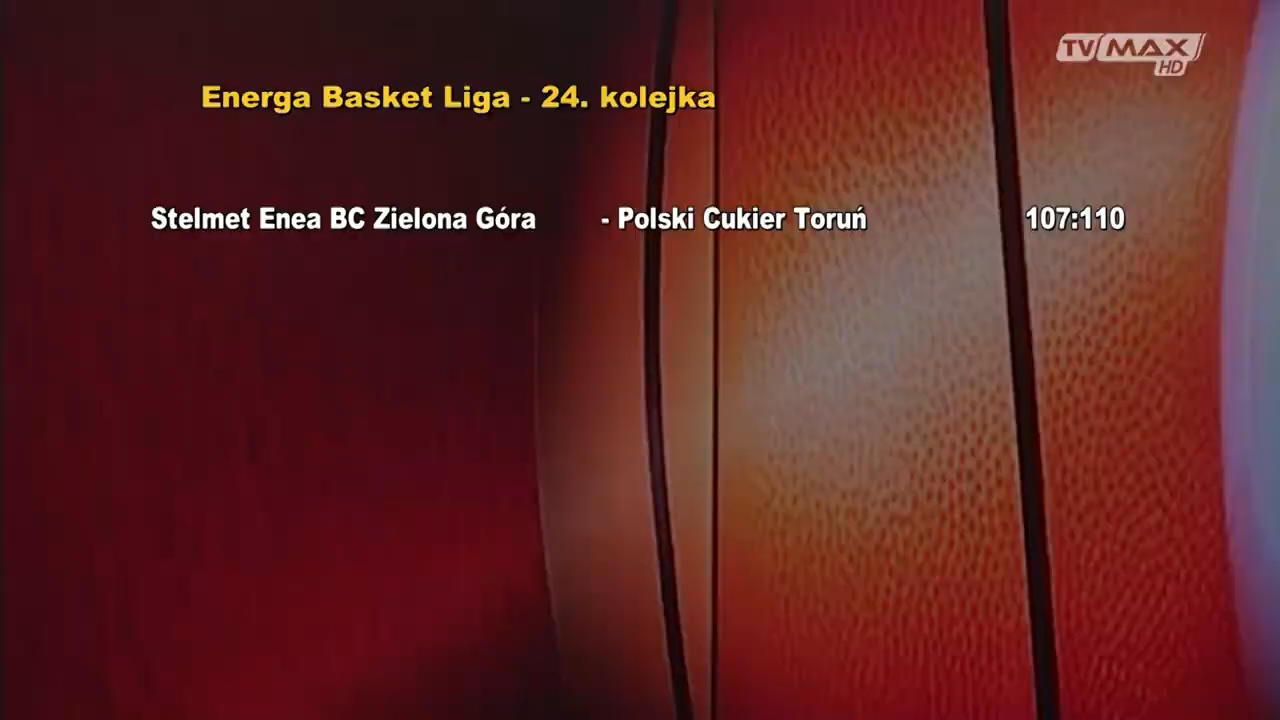 TV MAX
HD
Energa Basket Liga - 24. kolejka
Stelmet Enea BC Zielona Góra - Polski Cukier Toruń 107:110